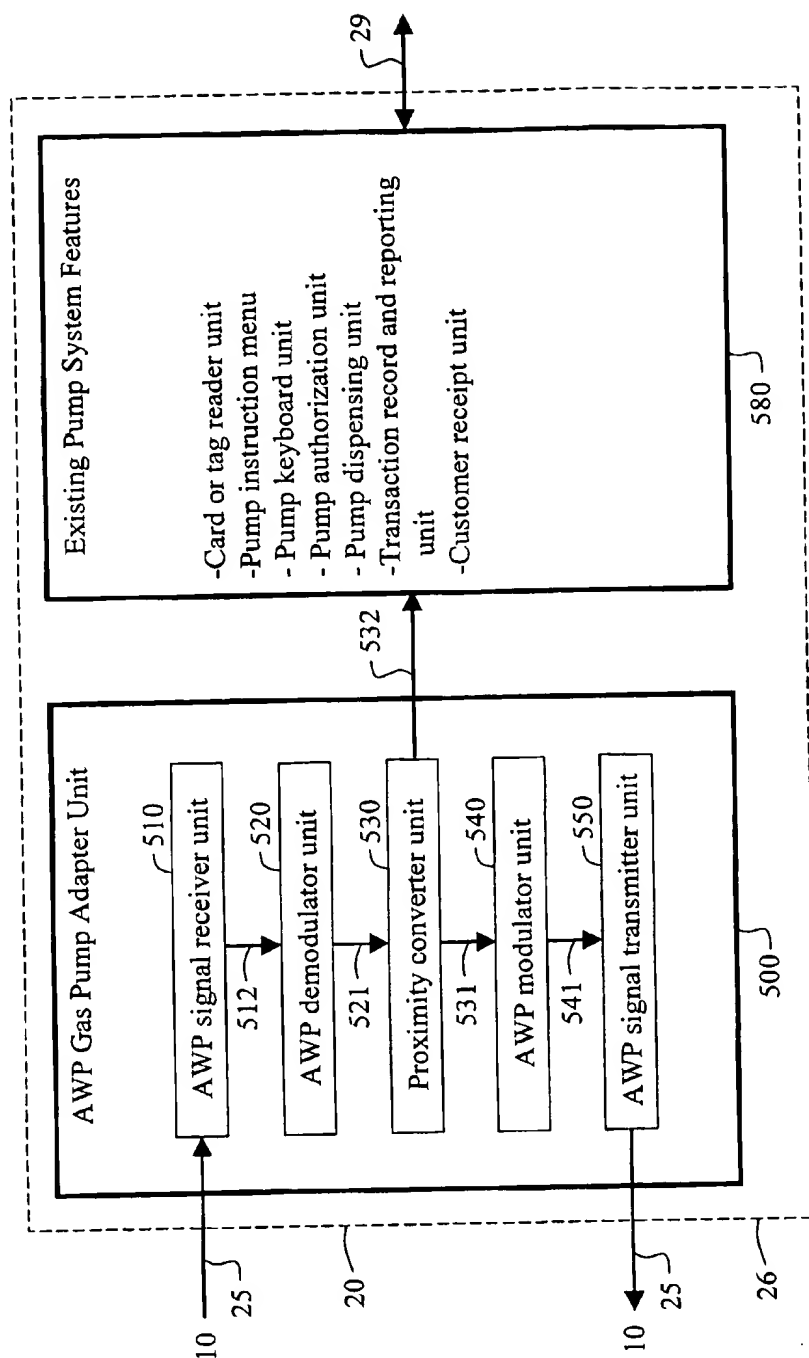 AWP Gas Pump Adapter Unit
510
AWP signal receiver unit
512
520
AWP demodulator unit
521
530
Proximity converter unit
532
531
540
AWP modulator unit
541
550
AWP signal transmitter unit
500
10
25
10
25
20
26
Existing Pump System Features
-Card or tag reader unit
-Pump instruction menu
- Pump keyboard unit
- Pump authorization unit
- Pump dispensing unit
-Transaction record and reporting
unit
-Customer receipt unit
580
29